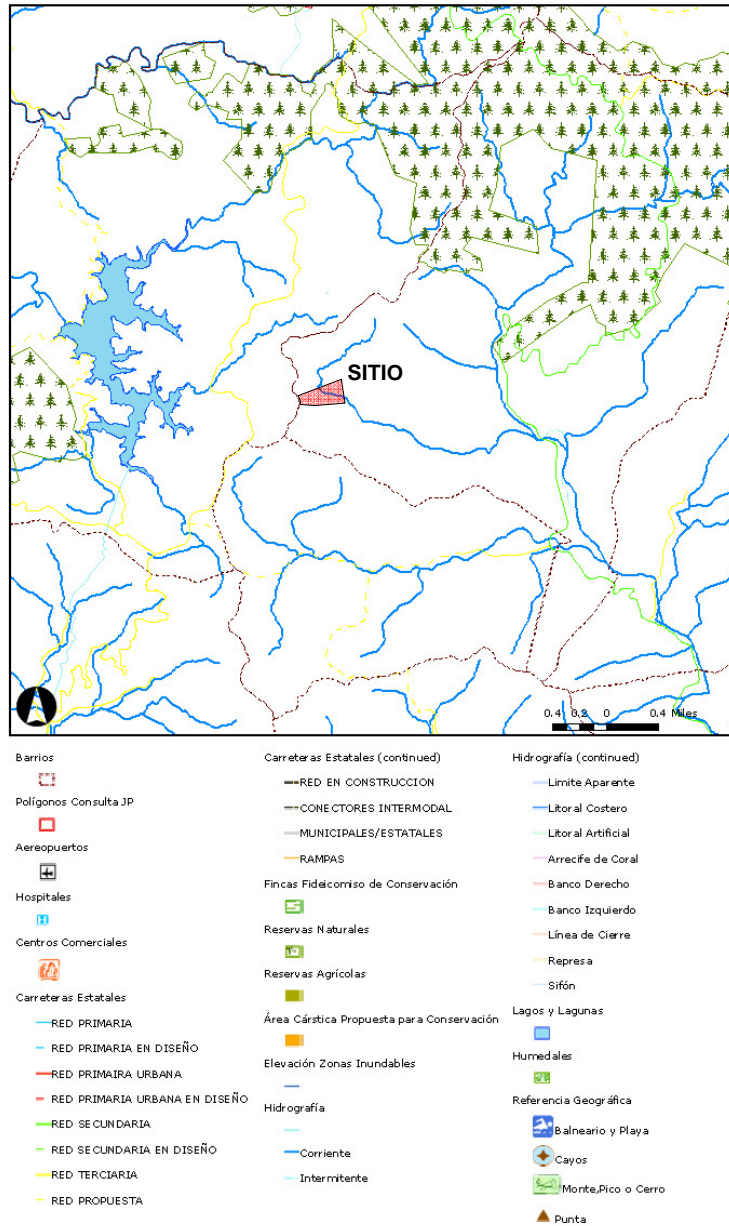 SITIO
0.4 0.2 0 0.4 Miles
Barrios
Polígonos Consulta JP
Aereopuertos
Hospitales
H
Centros Comerciales
Carreteras Estatales
RED PRIMARIA
RED PRIMARIA EN DISEÑO
RED PRIMAIRA URBANA
RED PRIMARIA URBANA EN DISEÑO
RED SECUNDARIA
RED SECUNDARIA EN DISEÑO
RED TERCIARIA
RED PROPUESTA
Carreteras Estatales (continued)
RED EN CONSTRUCCION
CONECTORES INTERMODAL
MUNICIPALES/ESTATALES
RAMPAS
Fincas Fideicomiso de Conservación
Reservas Naturales
Reservas Agrícolas
Área Cárstica Propuesta para Conservación
Elevación Zonas Inundables
Hidrografía
Corriente
Intermitente
Hidrografía (continued)
Limite Aparente
Litoral Costero
Litoral Artificial
Arrecife de Coral
Banco Derecho
Banco Izquierdo
Línea de Cierre
Represa
Sifón
Lagos y Lagunas
Humedales
Referencia Geográfica
Balneario y Playa
Cayos
Monte,Pico o Cerro
Punta